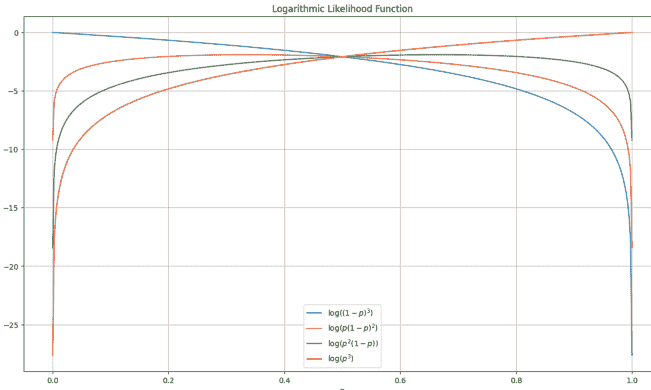 Logarithmic Likelihood Function
0
−5
−10
−15
−20
−25
log((1 − p)³)
log(p(1 − p)²)
log(p²(1 − p))
log(p³)
0.0 0.2 0.4 0.6 0.8 1.0